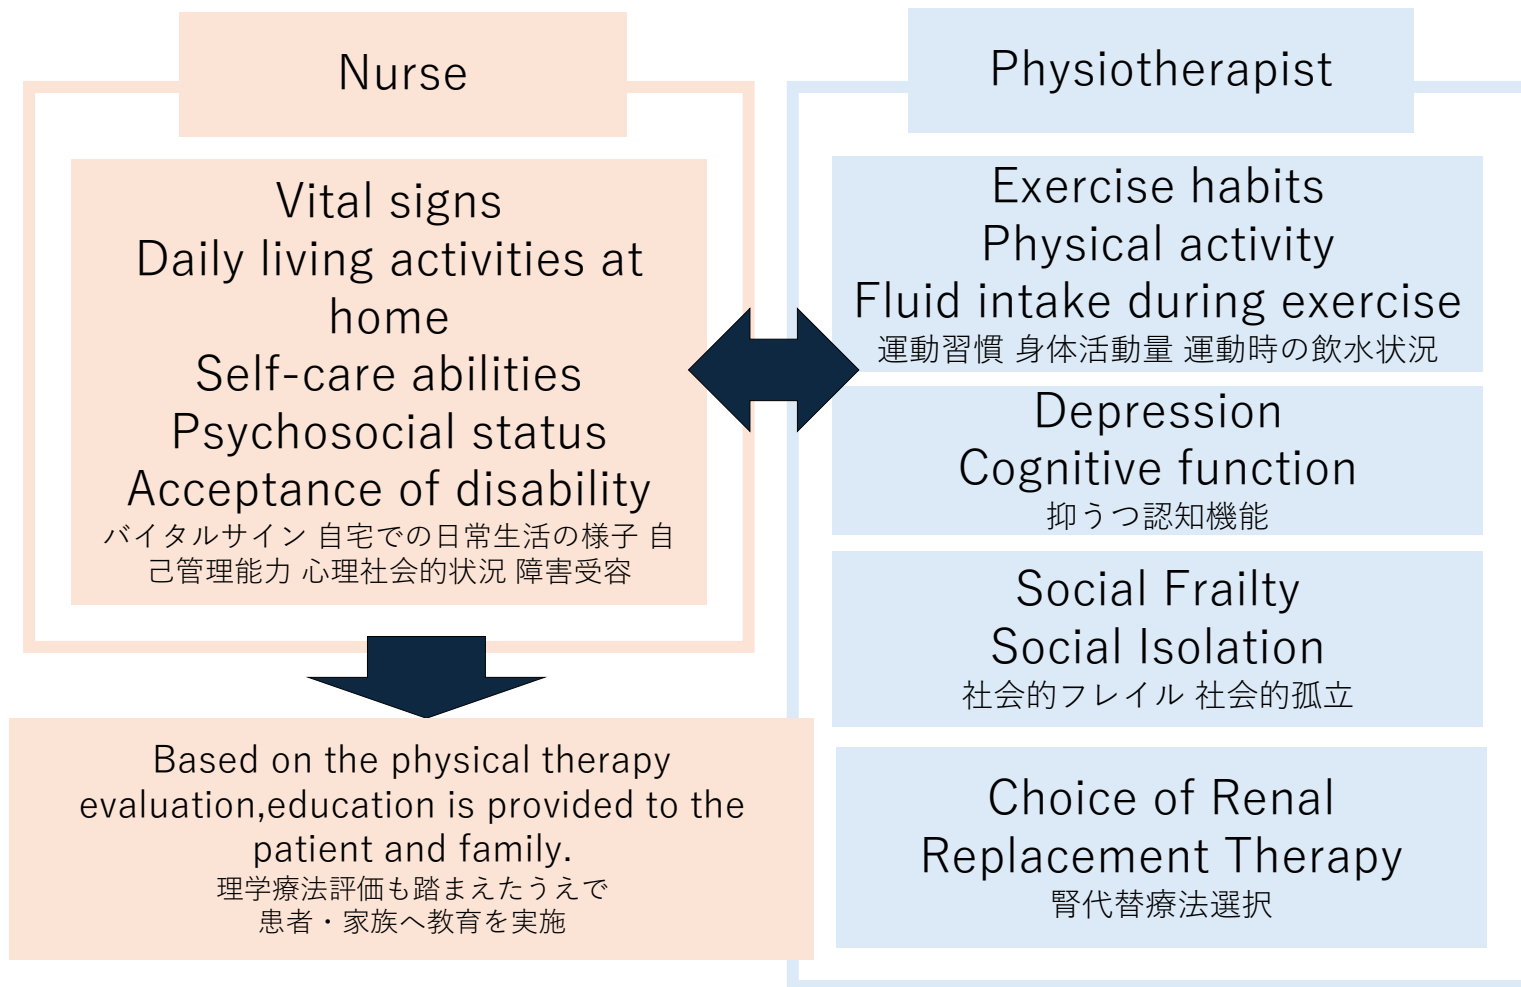 Nurse
Vital signs
Daily living activities at
home
Self-care abilities
Psychosocial status
Acceptance of disability
バイタルサイン 自宅での日常生活の様子 自
己管理能力 心理社会的状況 障害受容
Based on the physical therapy
evaluation,education is provided to the
patient and family.
理学療法評価も踏まえたうえで
患者・家族へ教育を実施
Physiotherapist
Exercise habits
Physical activity
Fluid intake during exercise
運動習慣 身体活動量 運動時の飲水状況
Depression
Cognitive function
抑うつ認知機能
Social Frailty
Social Isolation
社会的フレイル 社会的孤立
Choice of Renal
Replacement Therapy
腎代替療法選択